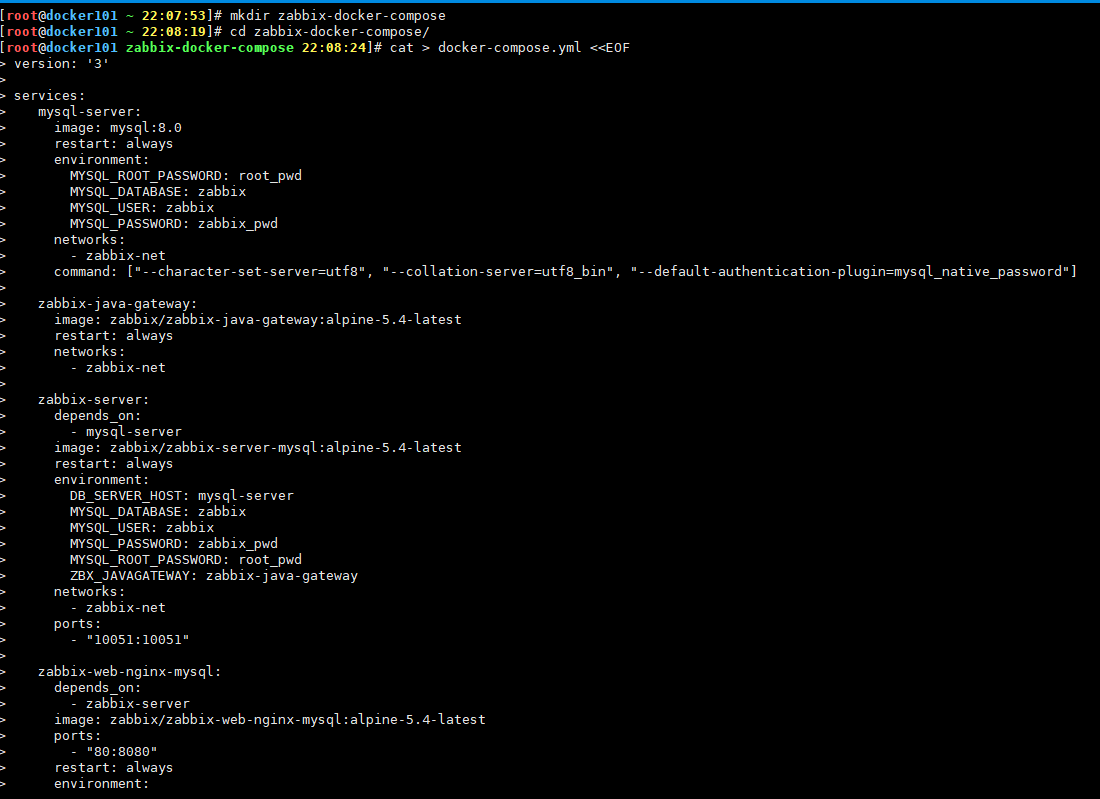 [root@docker101 ~ 22:07:53]# mkdir zabbix-docker-compose
[root@docker101 ~ 22:08:19]# cd zabbix-docker-compose/
[root@docker101 zabbix-docker-compose 22:08:24]# cat > docker-compose.yml <<EOF
> version: '3'
>
> services:
>    mysql-server:
>      image: mysql:8.0
>      restart: always
>      environment:
>        MYSQL_ROOT_PASSWORD: root_pwd
>        MYSQL_DATABASE: zabbix
>        MYSQL_USER: zabbix
>        MYSQL_PASSWORD: zabbix_pwd
>      networks:
>        - zabbix-net
>      command: ["--character-set-server=utf8", "--collation-server=utf8_bin", "--default-authentication-plugin=mysql_native_password"]
>
>    zabbix-java-gateway:
>      image: zabbix/zabbix-java-gateway:alpine-5.4-latest
>      restart: always
>      networks:
>        - zabbix-net
>
>    zabbix-server:
>      depends_on:
>        - mysql-server
>      image: zabbix/zabbix-server-mysql:alpine-5.4-latest
>      restart: always
>      environment:
>        DB_SERVER_HOST: mysql-server
>        MYSQL_DATABASE: zabbix
>        MYSQL_USER: zabbix
>        MYSQL_PASSWORD: zabbix_pwd
>        MYSQL_ROOT_PASSWORD: root_pwd
>        ZBX_JAVAGATEWAY: zabbix-java-gateway
>      networks:
>        - zabbix-net
>      ports:
>        - "10051:10051"
>
>    zabbix-web-nginx-mysql:
>      depends_on:
>        - zabbix-server
>      image: zabbix/zabbix-web-nginx-mysql:alpine-5.4-latest
>      ports:
>        - "80:8080"
>      restart: always
>      environment: